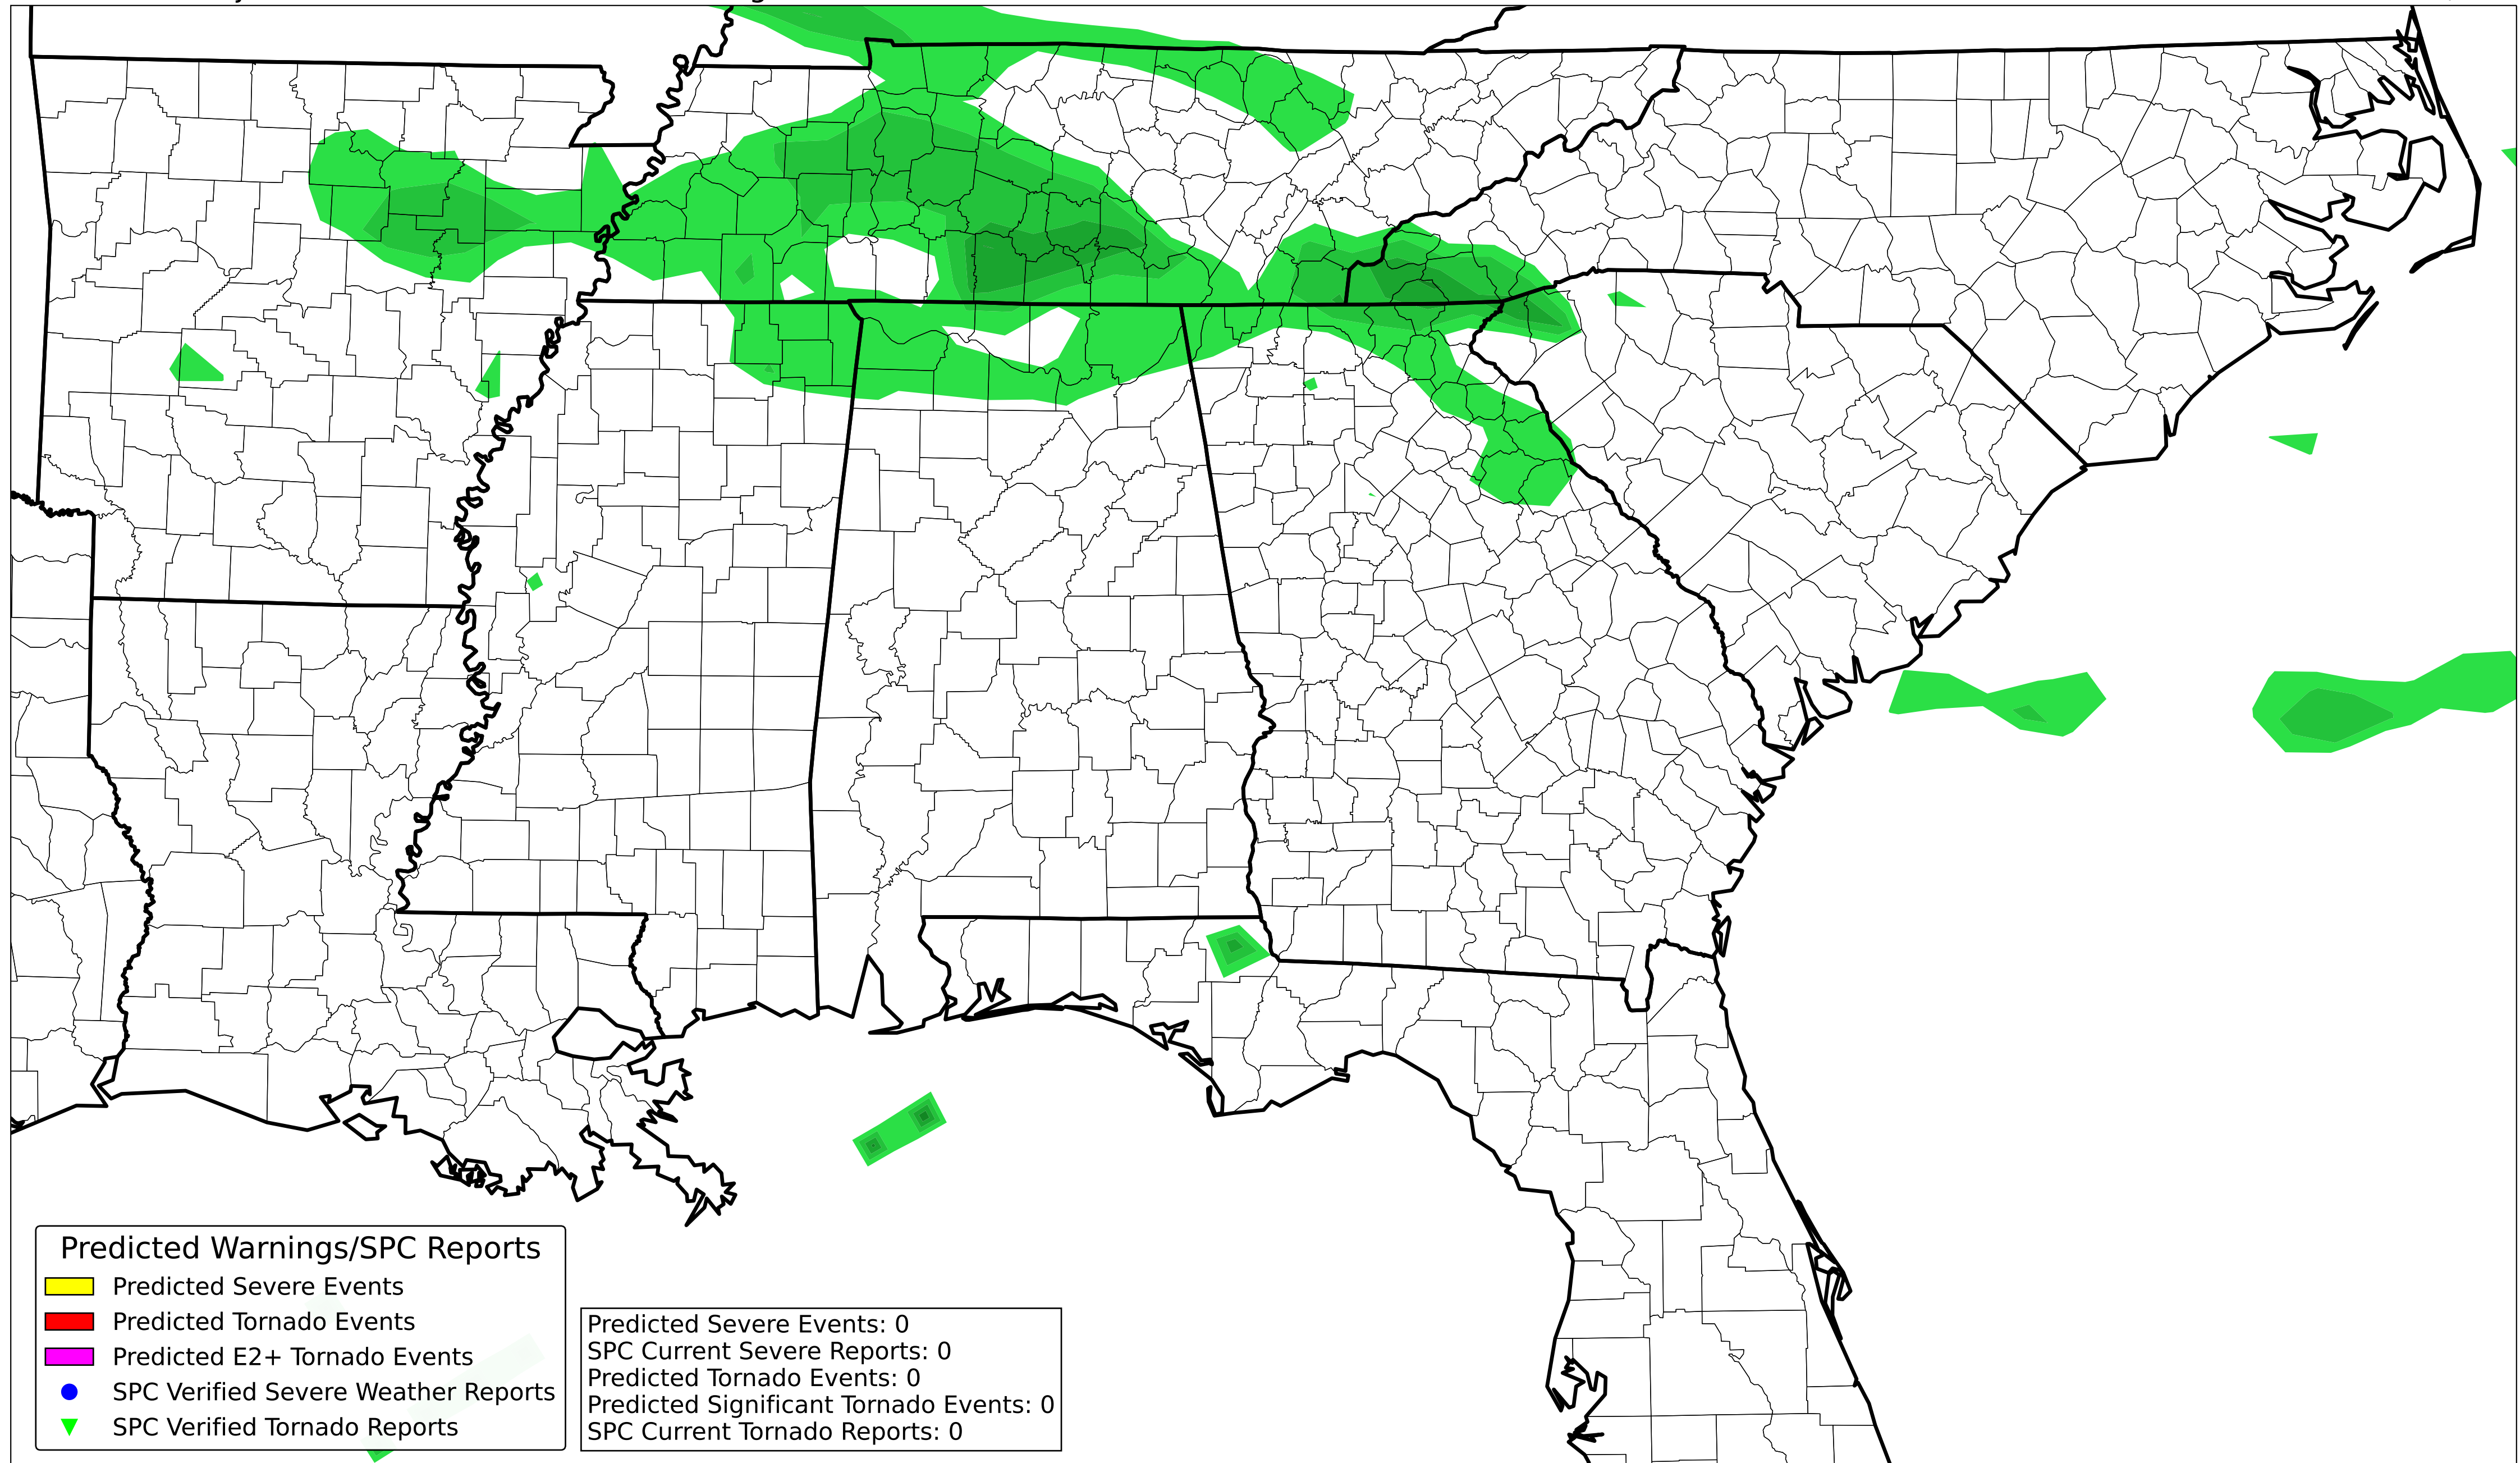 Predicted Warnings/SPC Reports
Predicted Severe Events
Predicted Tornado Events
Predicted E2+ Tornado Events
SPC Verified Severe Weather Reports
SPC Verified Tornado Reports
Predicted Severe Events: 0
SPC Current Severe Reports: 0
Predicted Tornado Events: 0
Predicted Significant Tornado Events: 0
SPC Current Tornado Reports: 0